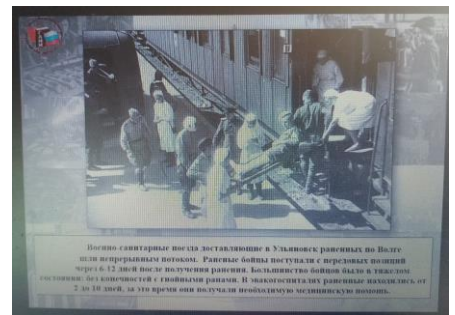 Военно-санитарные поезда доставляющие в Ульяновск раненных по Волге
шли непрерывным потоком. Раненые бойцы поступали с передовых позиций
через 6-12 дней после получения ранения. Большинство бойцов было в тяжелом
состоянии: без конечностей с гнойными ранами. В эвакогоспиталях раненные находились от
2 до 10 дней, за это время они получали необходимую медицинскую помощь.